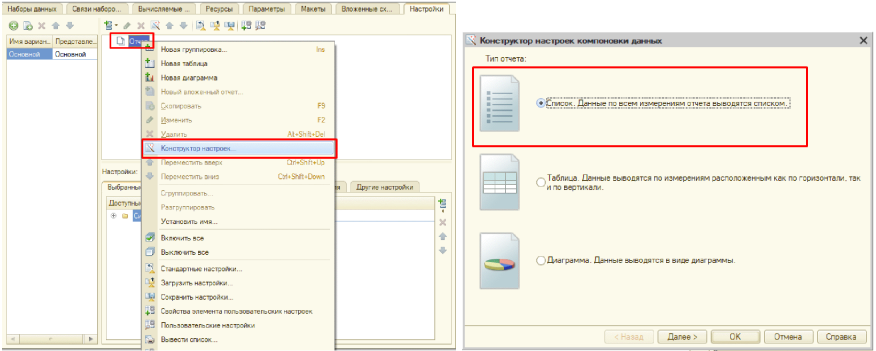 Наборы данных Связи наборо... Вычисляемые ... Ресурсы Параметры Макеты Вложенные сх... Настройки
Имя вариан... Представле...
Основной Основной
Отчет
Новая группировка... Ins
Новая таблица
Новая диаграмма
Новый вложенный отчет...
Скопировать F9
Изменить F2
Удалить Alt+Shift+Del
Конструктор настроек...
Переместить вверх Ctrl+Shift+Up
Переместить вниз Ctrl+Shift+Down
Сгруппировать...
Разгруппировать
Установить имя...
Включить все
Выключить все
Стандартные настройки...
Загрузить настройки...
Сохранить настройки...
Свойства элемента пользовательских настроек
Пользовательские настройки
Вывести список...
Настройки:
Выбранны
Другие настройки
Доступны
Конструктор настроек компоновки данных
Тип отчета:
Список. Данные по всем измерениям отчета выводятся списком.
Таблица. Данные выводятся по измерениям расположенным как по горизонтали, так
и по вертикали.
Диаграмма. Данные выводятся в виде диаграммы.
< Назад Далее > OK Отмена Справка